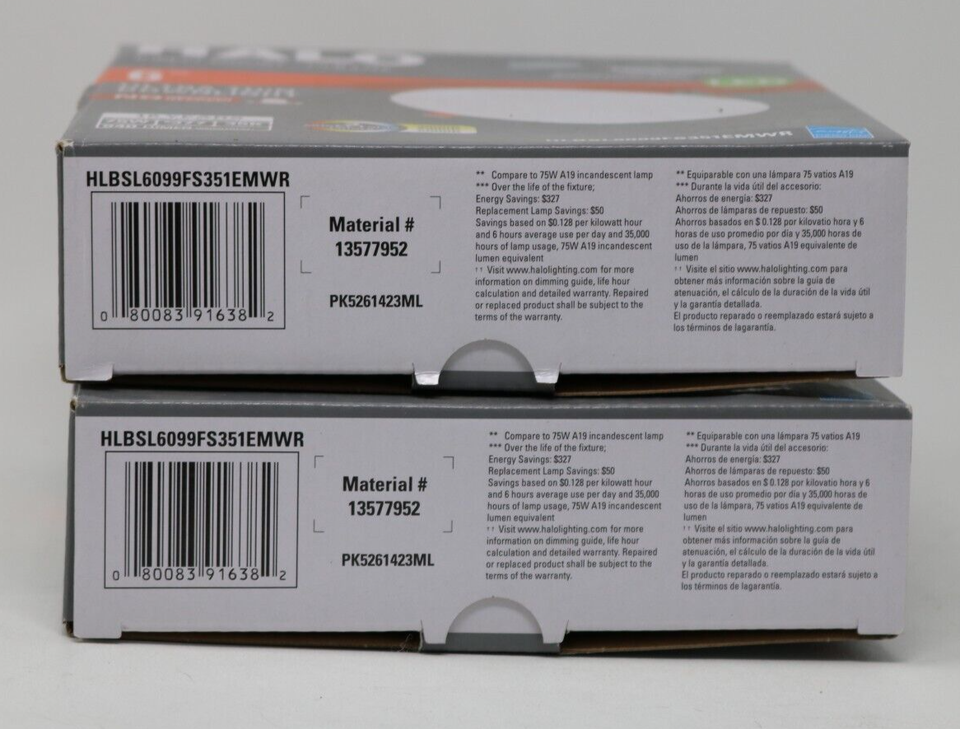 HALO
6"
LED
HLBSL6099FS351EMWR
0 80083 91638 2
Material #
13577952
PK5261423ML
** Compare to 75W A19 incandescent lamp
*** Over the life of the fixture;
Energy Savings: $327
Replacement Lamp Savings: $50
Savings based on $0.128 per kilowatt hour
and 6 hours average use per day and 35,000
hours of lamp usage, 75W A19 incandescent
lumen equivalent
†† Visit www.halolighting.com for more
information on dimming guide, life hour
calculation and detailed warranty. Repaired
or replaced product shall be subject to the
terms of the warranty.
** Equiparable con una lámpara 75 vatios A19
*** Durante la vida útil del accesorio:
Ahorros de energía: $327
Ahorros de lámparas de repuesto: $50
Ahorros basados en $ 0.128 por kilovatio hora y 6
horas de uso promedio por día y 35,000 horas de
uso de la lámpara, 75 vatios A19 equivalente de
lumen
†† Visite el sitio www.halolighting.com para
obtener más información sobre la guía de
atenuación, el cálculo de la duración de la vida útil
y la garantía detallada.
El producto reparado o reemplazado estará sujeto a
los términos de lagarantía.
HLBSL6099FS351EMWR
0 80083 91638 2
Material #
13577952
PK5261423ML
** Compare to 75W A19 incandescent lamp
*** Over the life of the fixture;
Energy Savings: $327
Replacement Lamp Savings: $50
Savings based on $0.128 per kilowatt hour
and 6 hours average use per day and 35,000
hours of lamp usage, 75W A19 incandescent
lumen equivalent
†† Visit www.halolighting.com for more
information on dimming guide, life hour
calculation and detailed warranty. Repaired
or replaced product shall be subject to the
terms of the warranty.
** Equiparable con una lámpara 75 vatios A19
*** Durante la vida útil del accesorio:
Ahorros de energía: $327
Ahorros de lámparas de repuesto: $50
Ahorros basados en $ 0.128 por kilovatio hora y 6
horas de uso promedio por día y 35,000 horas de
uso de la lámpara, 75 vatios A19 equivalente de
lumen
†† Visite el sitio www.halolighting.com para
obtener más información sobre la guía de
atenuación, el cálculo de la duración de la vida útil
y la garantía detallada.
El producto reparado o reemplazado estará sujeto a
los términos de lagarantía.